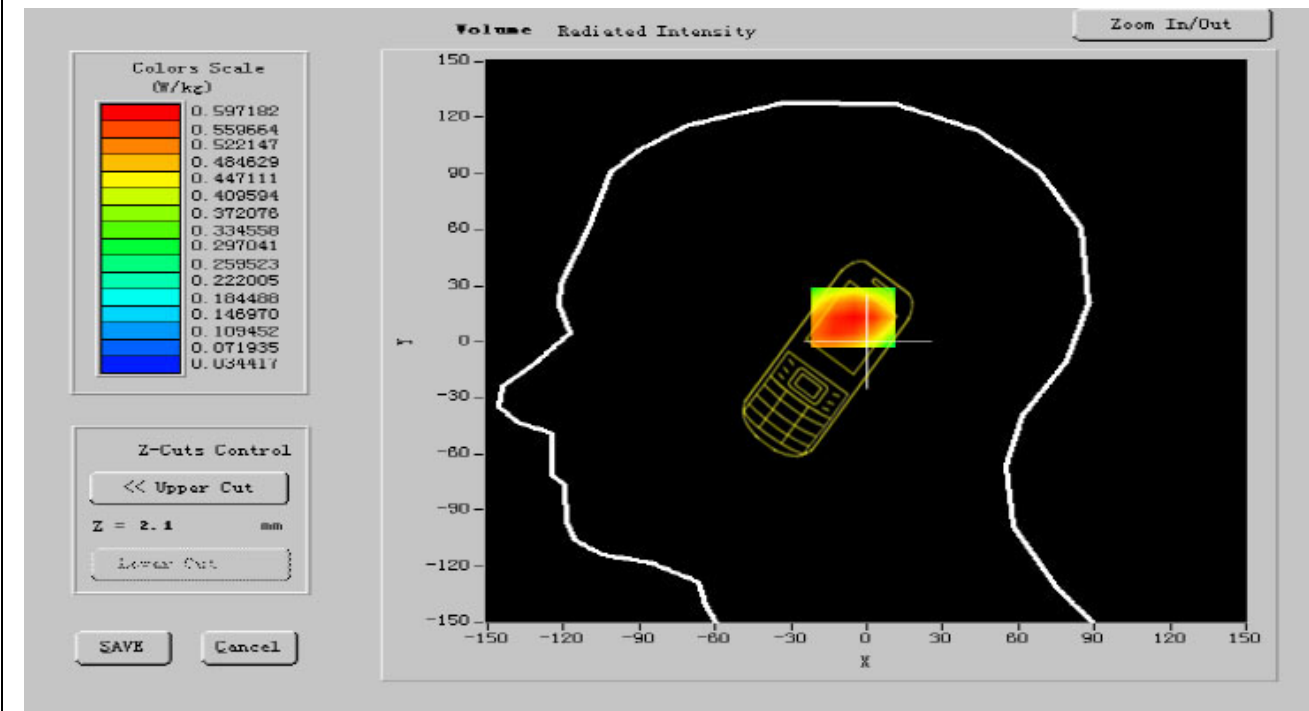 Volume Radiated Intensity
Zoom In/Out
Colors Scale
(W/kg)
0.597182
0.559664
0.522147
0.484629
0.447111
0.409594
0.372076
0.334558
0.297041
0.259523
0.222005
0.184488
0.146970
0.109452
0.071935
0.034417
Z-Cuts Control
<< Upper Cut
Z = 2.1 mm
Lower Cut
SAVE
Cancel
150
120
90
60
30
0
-30
-60
-90
-120
-150
Y
-150 -120 -90 -60 -30 0 30 60 90 120 150
X